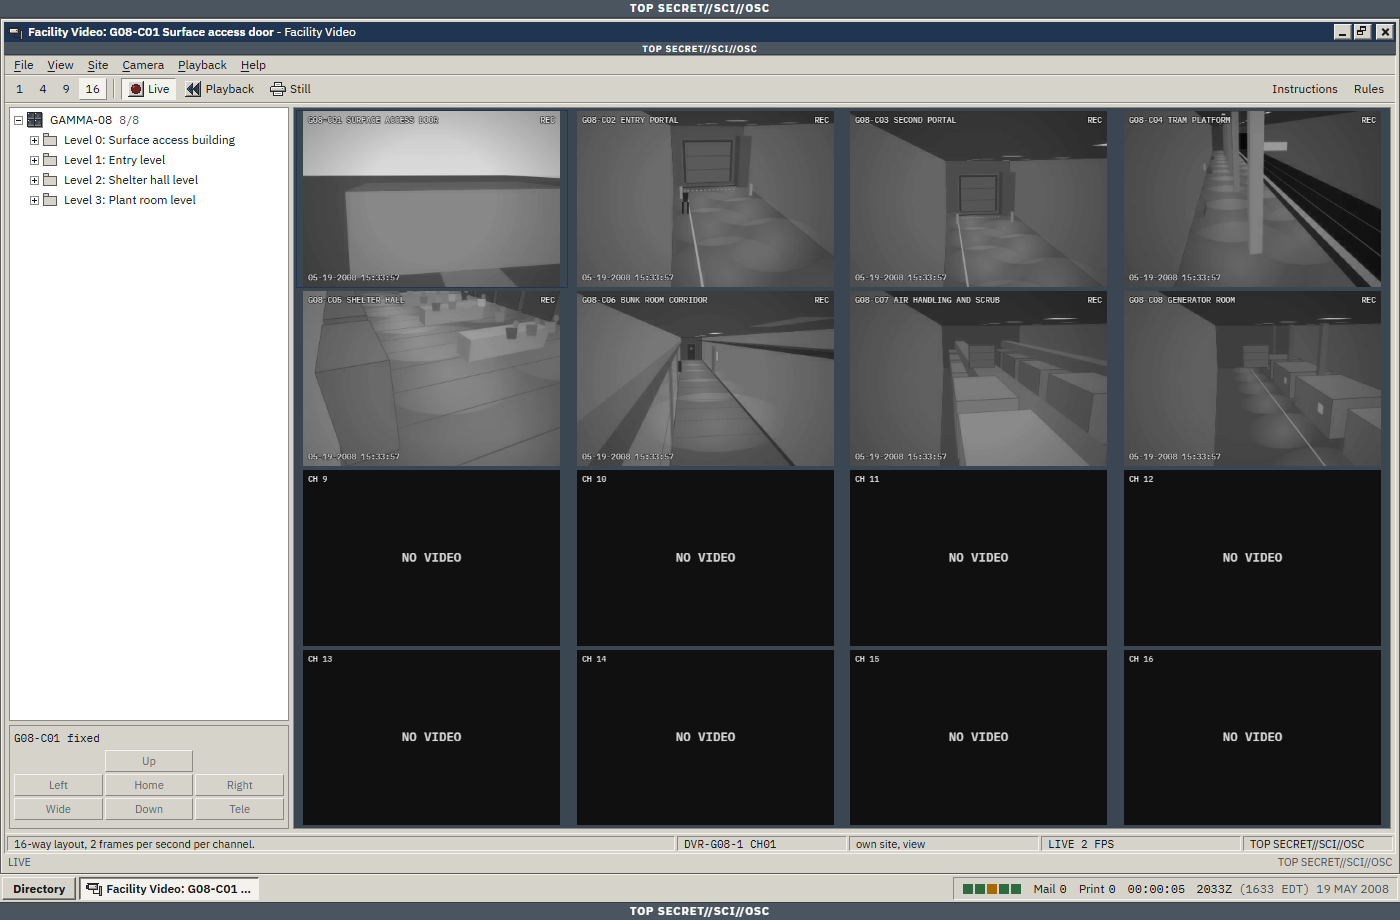 TOP SECRET//SCI//OSC
Facility Video: G08-C01 Surface access door - Facility Video
TOP SECRET//SCI//OSC
File View Site Camera Playback Help
1 4 9 16 Live Playback Still Instructions Rules
GAMMA-08 8/8
Level 0: Surface access building
Level 1: Entry level
Level 2: Shelter hall level
Level 3: Plant room level
G08-C01 SURFACE ACCESS DOOR REC
05-19-2008 15:33:57
G08-C02 ENTRY PORTAL REC
05-19-2008 15:33:57
G08-C03 SECOND PORTAL REC
05-19-2008 15:33:57
G08-C04 TRAM PLATFORM REC
05-19-2008 15:33:57
G08-C05 SHELTER HALL REC
05-19-2008 15:33:57
G08-C06 BUNK ROOM CORRIDOR REC
05-19-2008 15:33:57
G08-C07 AIR HANDLING AND SCRUB REC
05-19-2008 15:33:57
G08-C08 GENERATOR ROOM REC
05-19-2008 15:33:57
CH 9
NO VIDEO
CH 10
NO VIDEO
CH 11
NO VIDEO
CH 12
NO VIDEO
CH 13
NO VIDEO
CH 14
NO VIDEO
CH 15
NO VIDEO
CH 16
NO VIDEO
G08-C01 fixed
Up
Left Home Right
Wide Down Tele
16-way layout, 2 frames per second per channel. DVR-G08-1 CH01 own site, view LIVE 2 FPS TOP SECRET//SCI//OSC
LIVE TOP SECRET//SCI//OSC
Directory Facility Video: G08-C01 ... Mail 0 Print 0 00:00:05 2033Z (1633 EDT) 19 MAY 2008
TOP SECRET//SCI//OSC